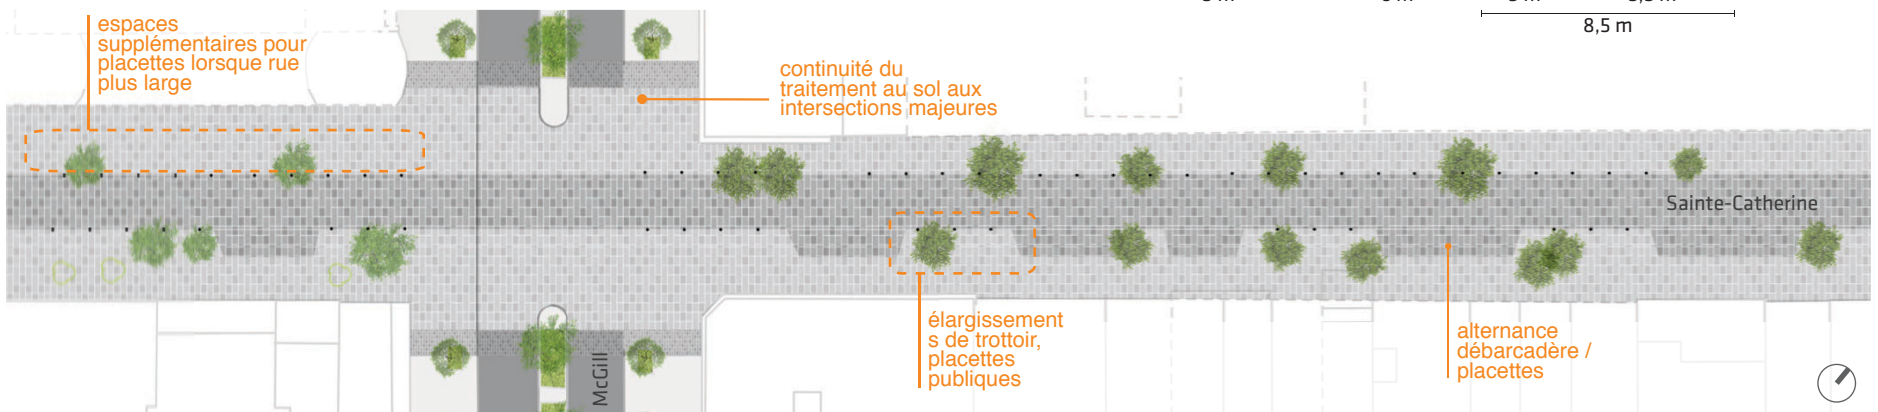 8,5 m
espaces
supplémentaires pour
placettes lorsque rue
plus large
continuité du
traitement au sol aux
intersections majeures
Sainte-Catherine
McGill
élargissement
s de trottoir,
placettes
publiques
alternance
débarcadère /
placettes